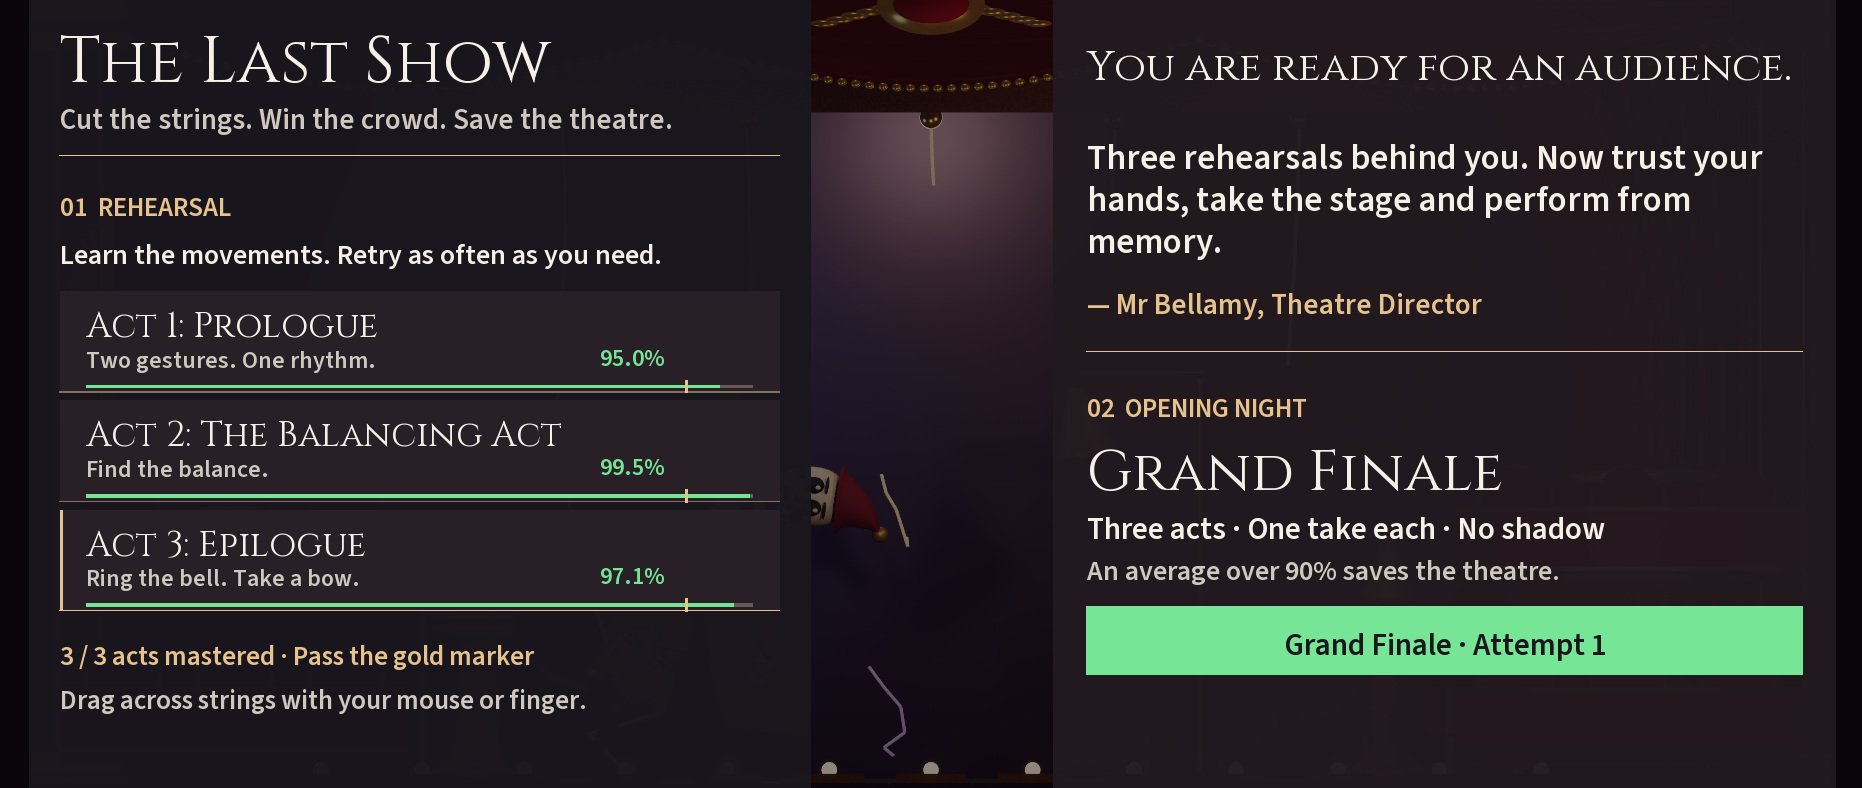 The Last Show
Cut the strings. Win the crowd. Save the theatre.
01 REHEARSAL
Learn the movements. Retry as often as you need.
Act 1: Prologue
Two gestures. One rhythm.
95.0%
Act 2: The Balancing Act
Find the balance.
99.5%
Act 3: Epilogue
Ring the bell. Take a bow.
97.1%
3 / 3 acts mastered · Pass the gold marker
Drag across strings with your mouse or finger.
You are ready for an audience.
Three rehearsals behind you. Now trust your
hands, take the stage and perform from
memory.
— Mr Bellamy, Theatre Director
02 OPENING NIGHT
Grand Finale
Three acts · One take each · No shadow
An average over 90% saves the theatre.
Grand Finale · Attempt 1